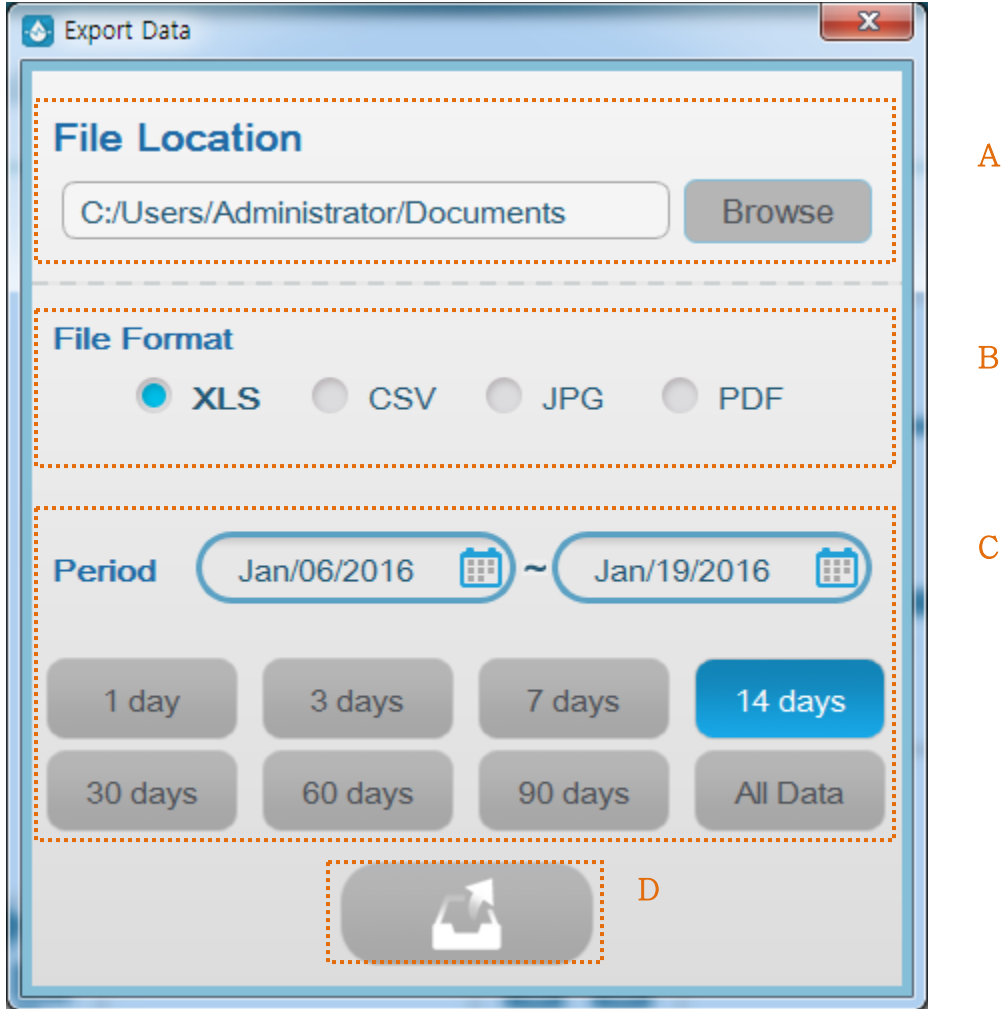 Export Data
x
File Location
A
C:/Users/Administrator/Documents Browse
File Format
B
XLS CSV JPG PDF
C
Period Jan/06/2016 ~ Jan/19/2016
1 day 3 days 7 days 14 days
30 days 60 days 90 days All Data
D